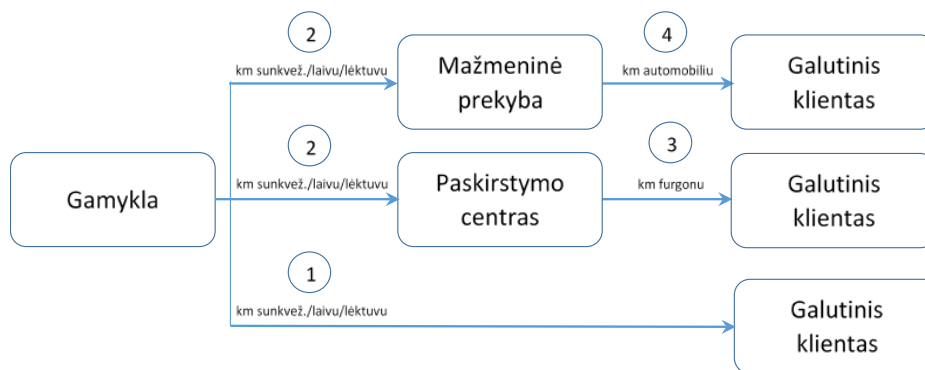 2
4
km sunkvež./laivu/lėktuvu
Mažmeninė
prekyba
km automobiliu
Galutinis
klientas
Gamykla
2
3
km sunkvež./laivu/lėktuvu
Paskirstymo
centras
km furgonu
Galutinis
klientas
1
km sunkvež./laivu/lėktuvu
Galutinis
klientas